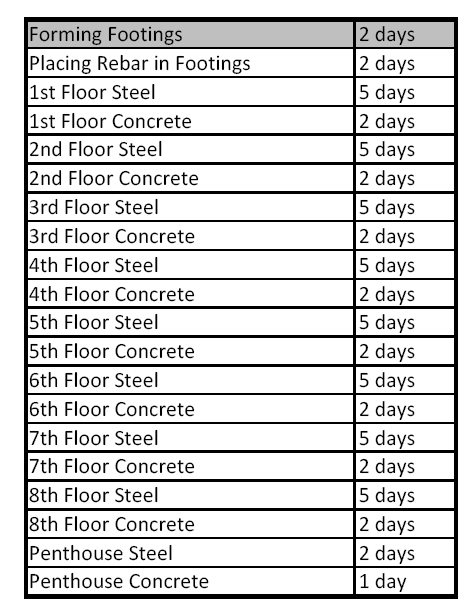 Forming Footings 2 days
Placing Rebar in Footings 2 days
1st Floor Steel 5 days
1st Floor Concrete 2 days
2nd Floor Steel 5 days
2nd Floor Concrete 2 days
3rd Floor Steel 5 days
3rd Floor Concrete 2 days
4th Floor Steel 5 days
4th Floor Concrete 2 days
5th Floor Steel 5 days
5th Floor Concrete 2 days
6th Floor Steel 5 days
6th Floor Concrete 2 days
7th Floor Steel 5 days
7th Floor Concrete 2 days
8th Floor Steel 5 days
8th Floor Concrete 2 days
Penthouse Steel 2 days
Penthouse Concrete 1 day